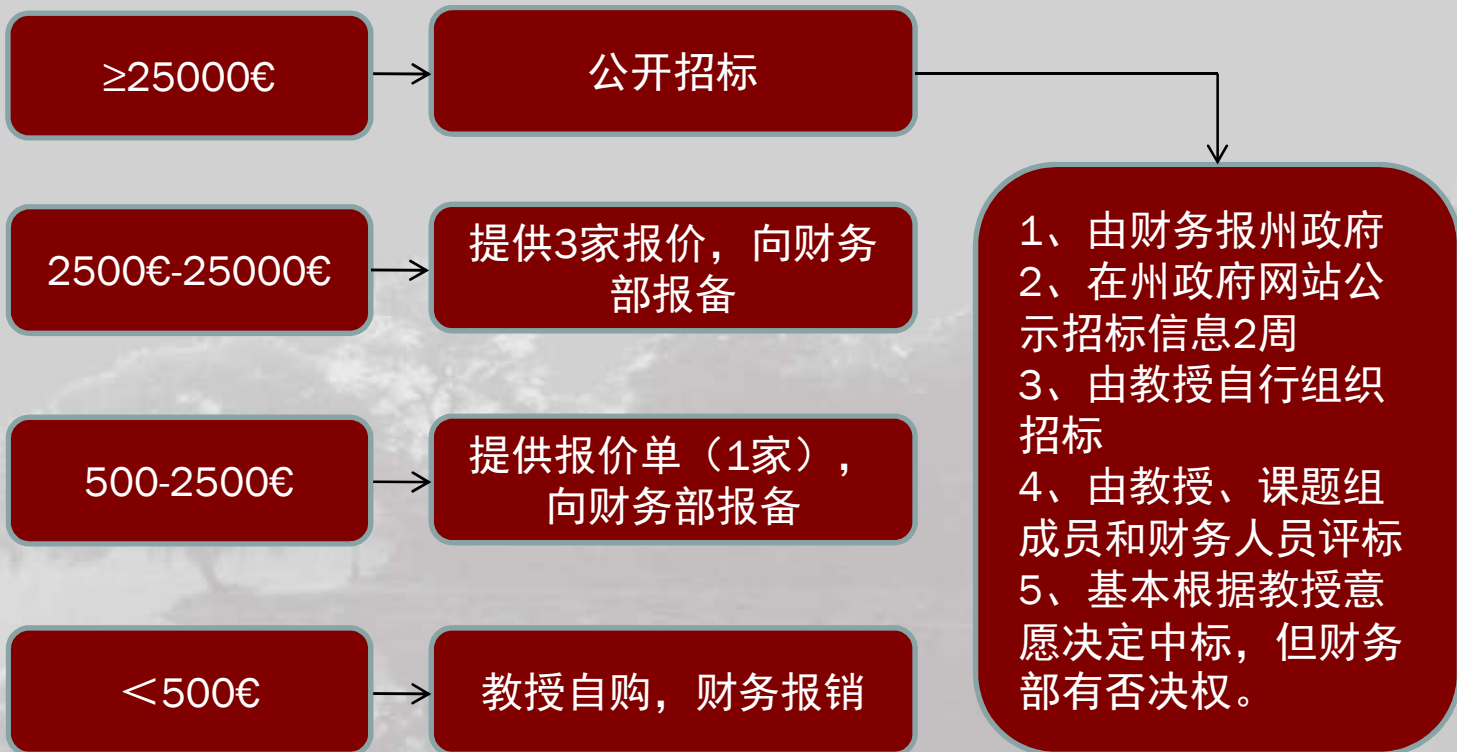 ≥25000€
公开招标
2500€-25000€
提供3家报价，向财务
部报备
500-2500€
提供报价单（1家），
向财务部报备
＜500€
教授自购，财务报销
1、由财务报州政府
2、在州政府网站公
示招标信息2周
3、由教授自行组织
招标
4、由教授、课题组
成员和财务人员评标
5、基本根据教授意
愿决定中标，但财务
部有否决权。